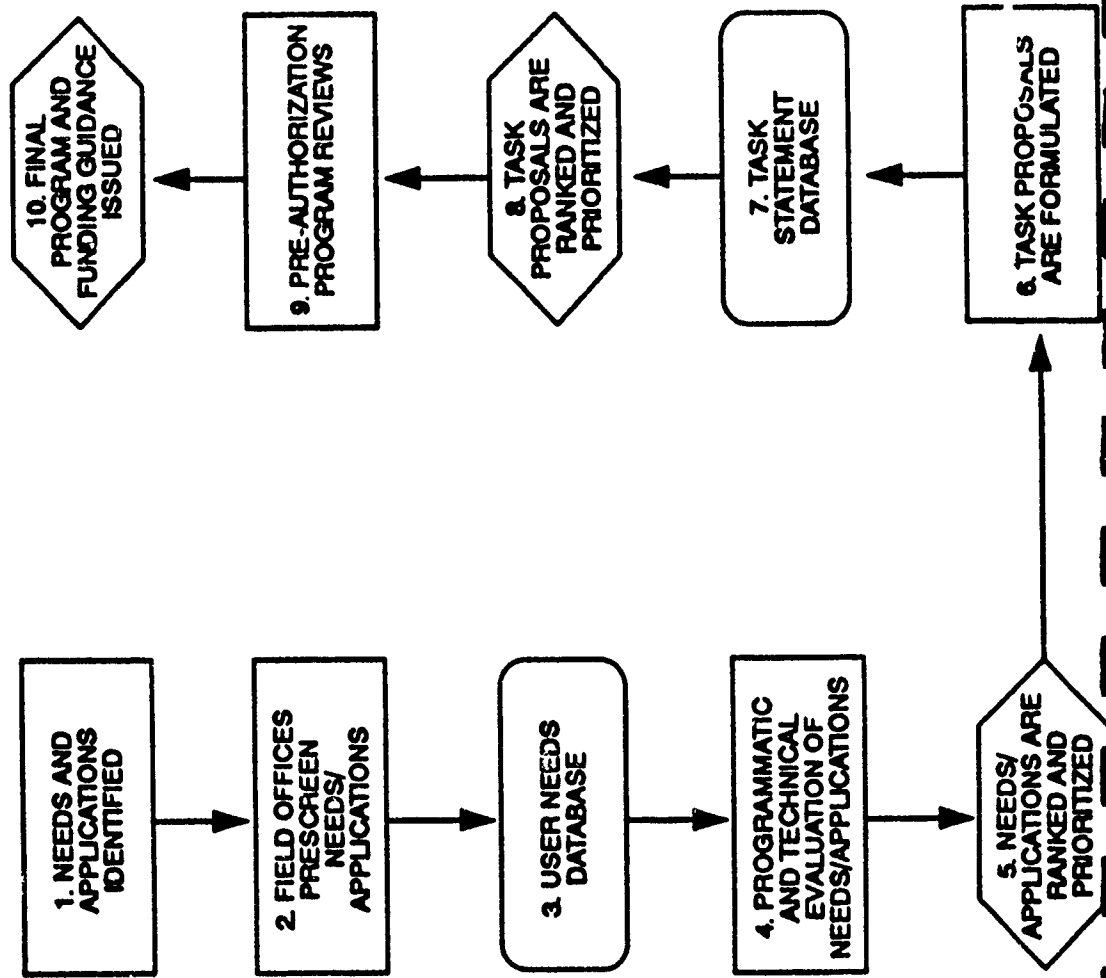 1. NEEDS AND
APPLICATIONS
IDENTIFIED
2. FIELD OFFICES
PRESCREEN
NEEDS/
APPLICATIONS
3. USER NEEDS
DATABASE
4. PROGRAMMATIC
AND TECHNICAL
EVALUATION OF
NEEDS/APPLICATIONS
5. NEEDS/
APPLICATIONS ARE
RANKED AND
PRIORITIZED
6. TASK PROPOSALS
ARE FORMULATED
7. TASK
STATEMENT
DATABASE
8. TASK
PROPOSALS ARE
RANKED AND
PRIORITIZED
9. PRE-AUTHORIZATION
PROGRAM REVIEWS
10. FINAL
PROGRAM AND
FUNDING GUIDANCE
ISSUED